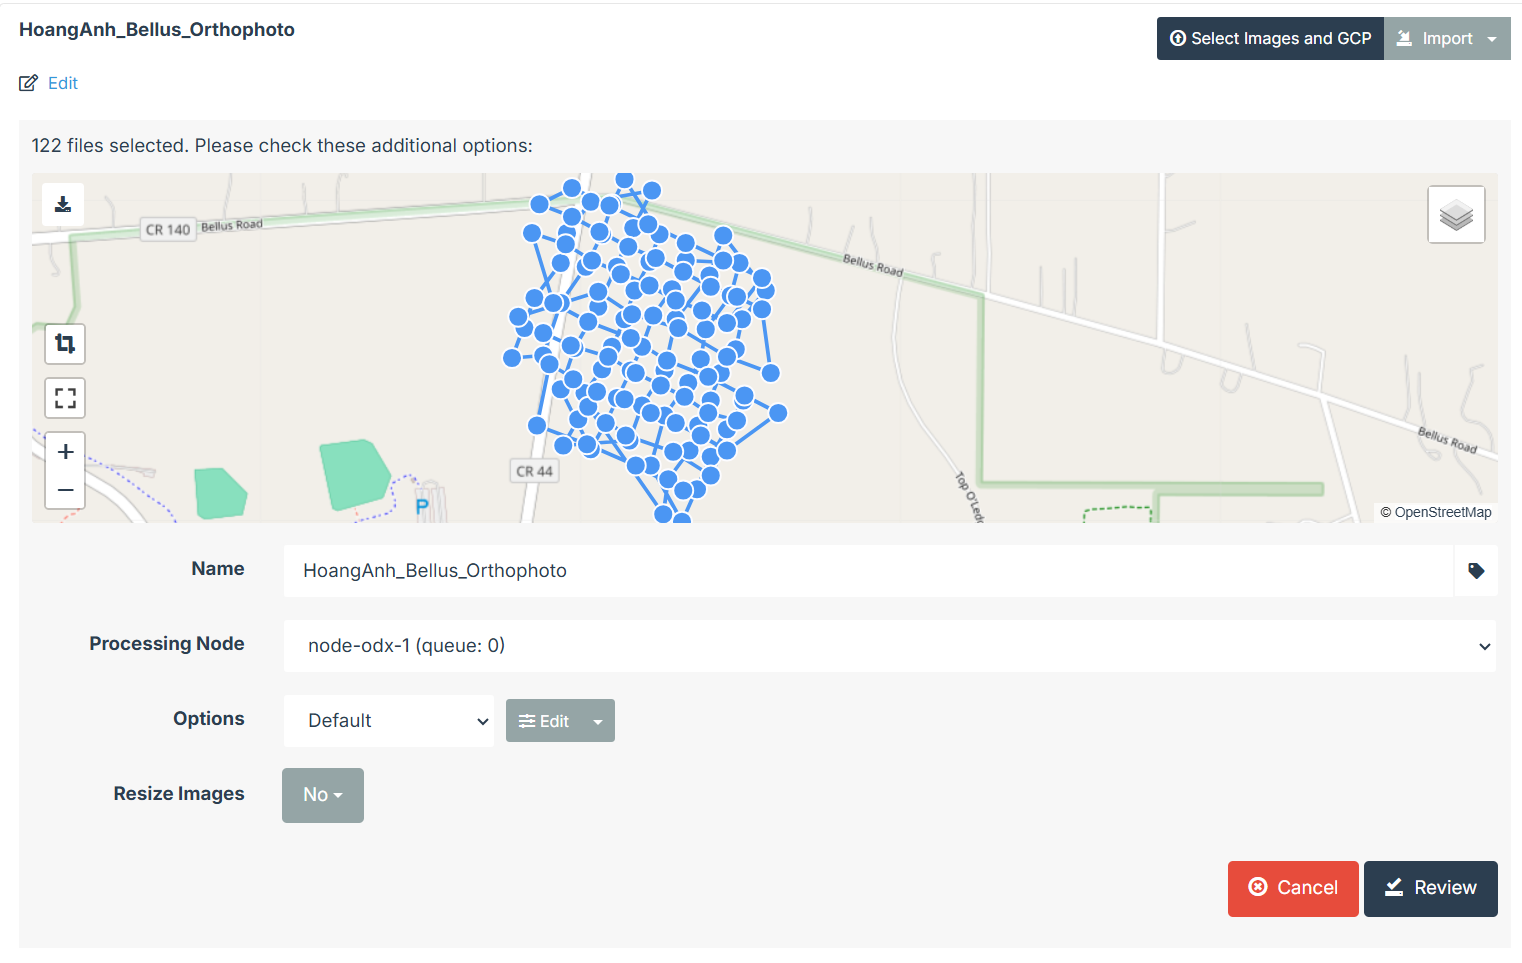 HoangAnh_Bellus_Orthophoto
Select Images and GCP
Import
Edit
122 files selected. Please check these additional options:
CR 140
Bellus Road
Bellus Road
Bellus Road
CR 44
P
+
−
© OpenStreetMap
Name
HoangAnh_Bellus_Orthophoto
Processing Node
node-odx-1 (queue: 0)
Options
Default
Edit
Resize Images
No
Cancel
Review